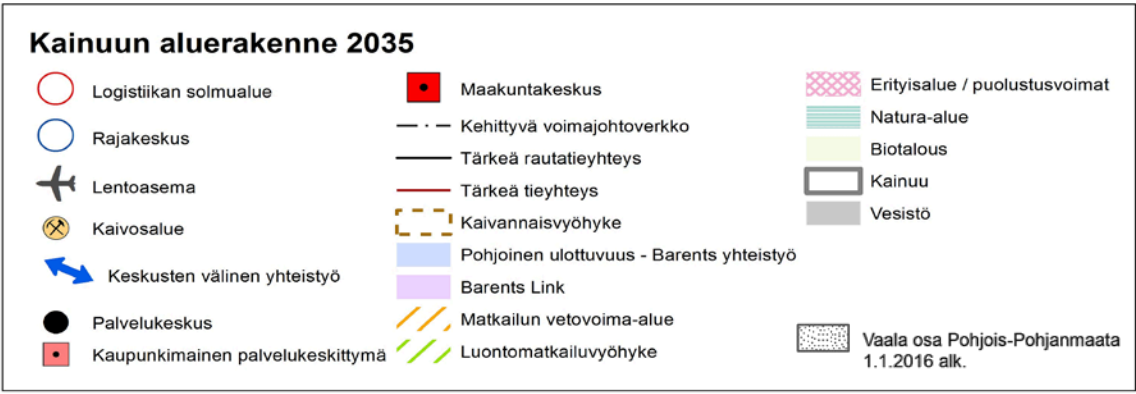 Kainuun aluerakenne 2035
Logistiikan solmualue
Rajakeskus
Lentoasema
Kaivosalue
Keskusten välinen yhteistyö
Palvelukeskus
Kaupunkimainen palvelukeskittymä
Maakuntakeskus
Kehittyvä voimajohtoverkko
Tärkeä rautatieyhteys
Tärkeä tieyhteys
Kaivannaisvyöhyke
Pohjoinen ulottuvuus - Barents yhteistyö
Barents Link
Matkailun vetovoima-alue
Luontomatkailuvyöhyke
Erityisalue / puolustusvoimat
Natura-alue
Biotalous
Kainuu
Vesistö
Vaala osa Pohjois-Pohjanmaata
1.1.2016 alk.